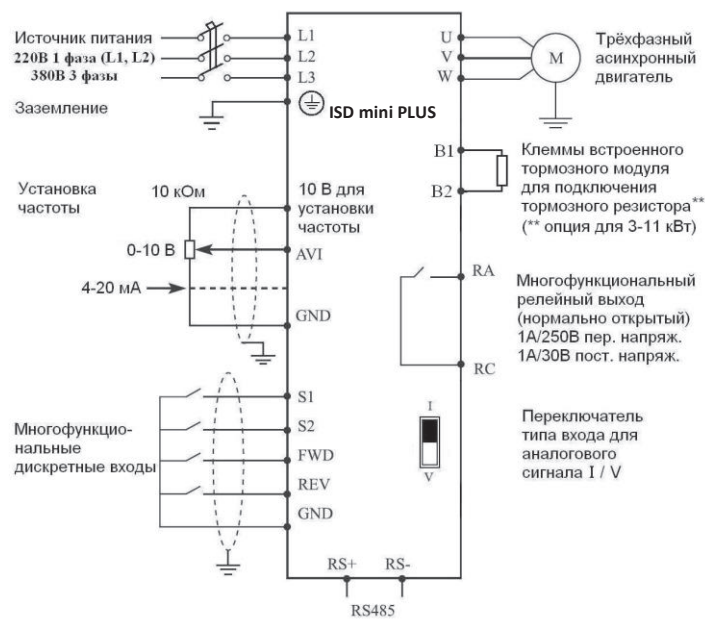 Источник питания
220В 1 фаза (L1, L2)
380В 3 фазы
Заземление
L1
L2
L3
ISD mini PLUS
U
V
W
M
Трёхфазный
асинхронный
двигатель
B1
B2
Клеммы встроенного
тормозного модуля
для подключения
тормозного резистора**
(** опция для 3-11 кВт)
Установка
частоты
10 кОм
0-10 В
4-20 мА
10 В для
установки
частоты
AVI
GND
RA
RC
Многофункциональный
релейный выход
(нормально открытый)
1А/250В пер. напряж.
1А/30В пост. напряж.
Многофункцио-
нальные
дискретные входы
S1
S2
FWD
REV
GND
I
V
Переключатель
типа входа для
аналогового
сигнала I / V
RS+ RS-
RS485